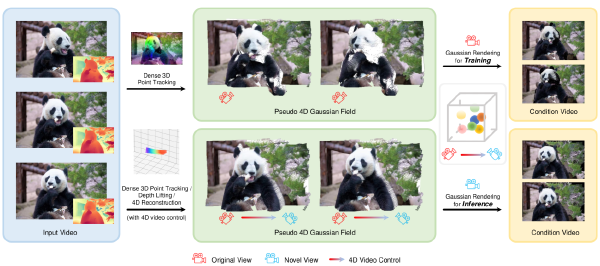 Dense 3D
Point Tracking
Pseudo 4D Gaussian Field
Gaussian Rendering
for Training
Condition Video
Dense 3D Point Tracking /
Depth Lifting /
4D Reconstruction
(with 4D video control)
Input Video
Pseudo 4D Gaussian Field
Gaussian Rendering
for Inference
Condition Video
Original View
Novel View
4D Video Control